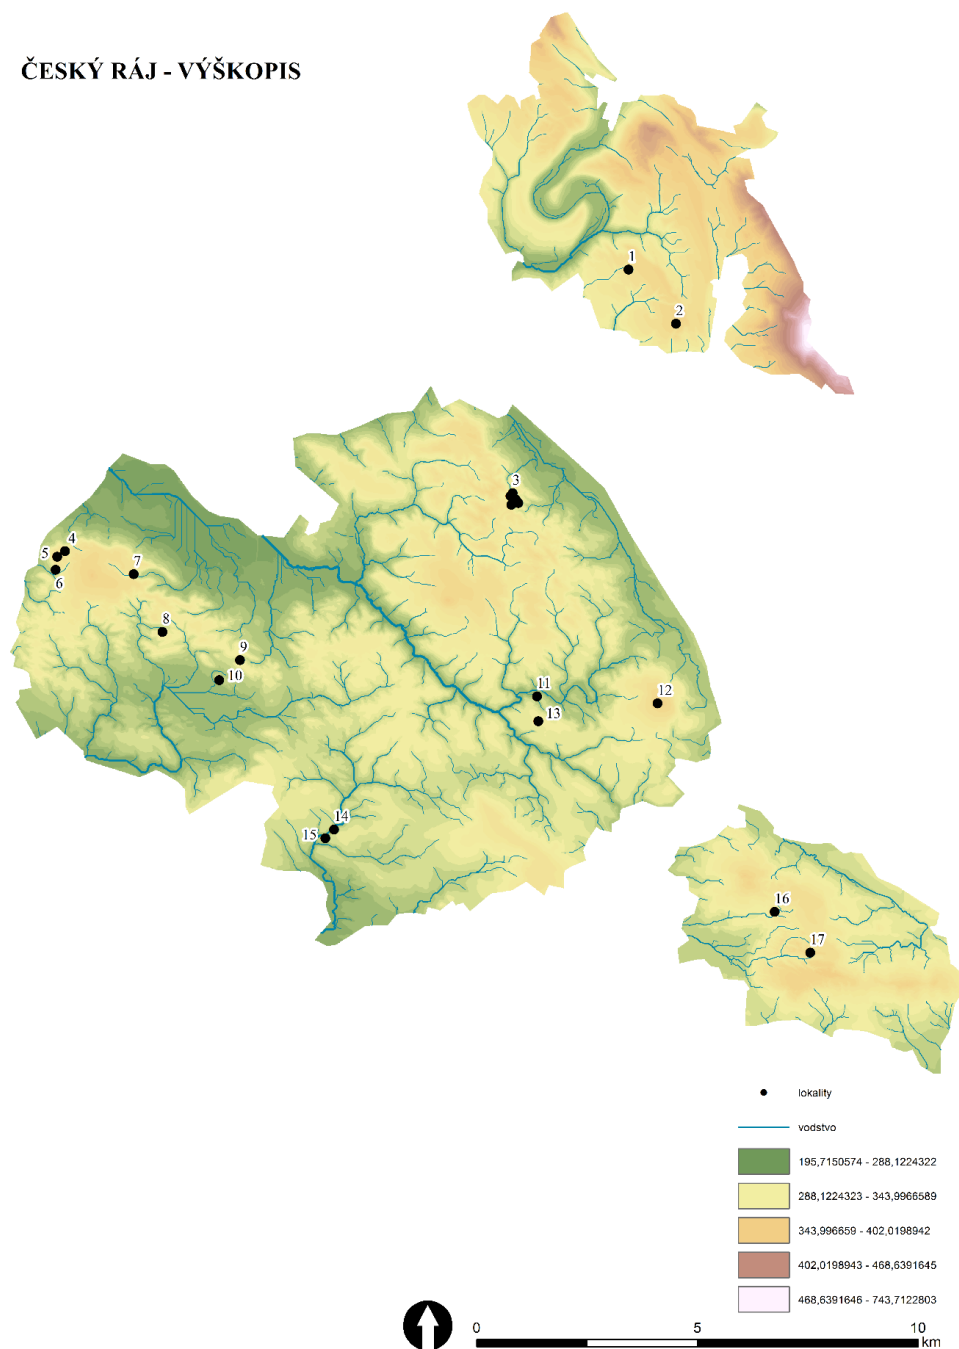 ČESKÝ RÁJ - VÝŠKOPIS
1
2
3
4
5
6
7
8
9
10
11
12
13
14
15
16
17
lokality
vodstvo
195,7150574 - 288,1224322
288,1224323 - 343,9966589
343,996659 - 402,0198942
402,0198943 - 468,6391645
468,6391646 - 743,7122803
0 5 10
km